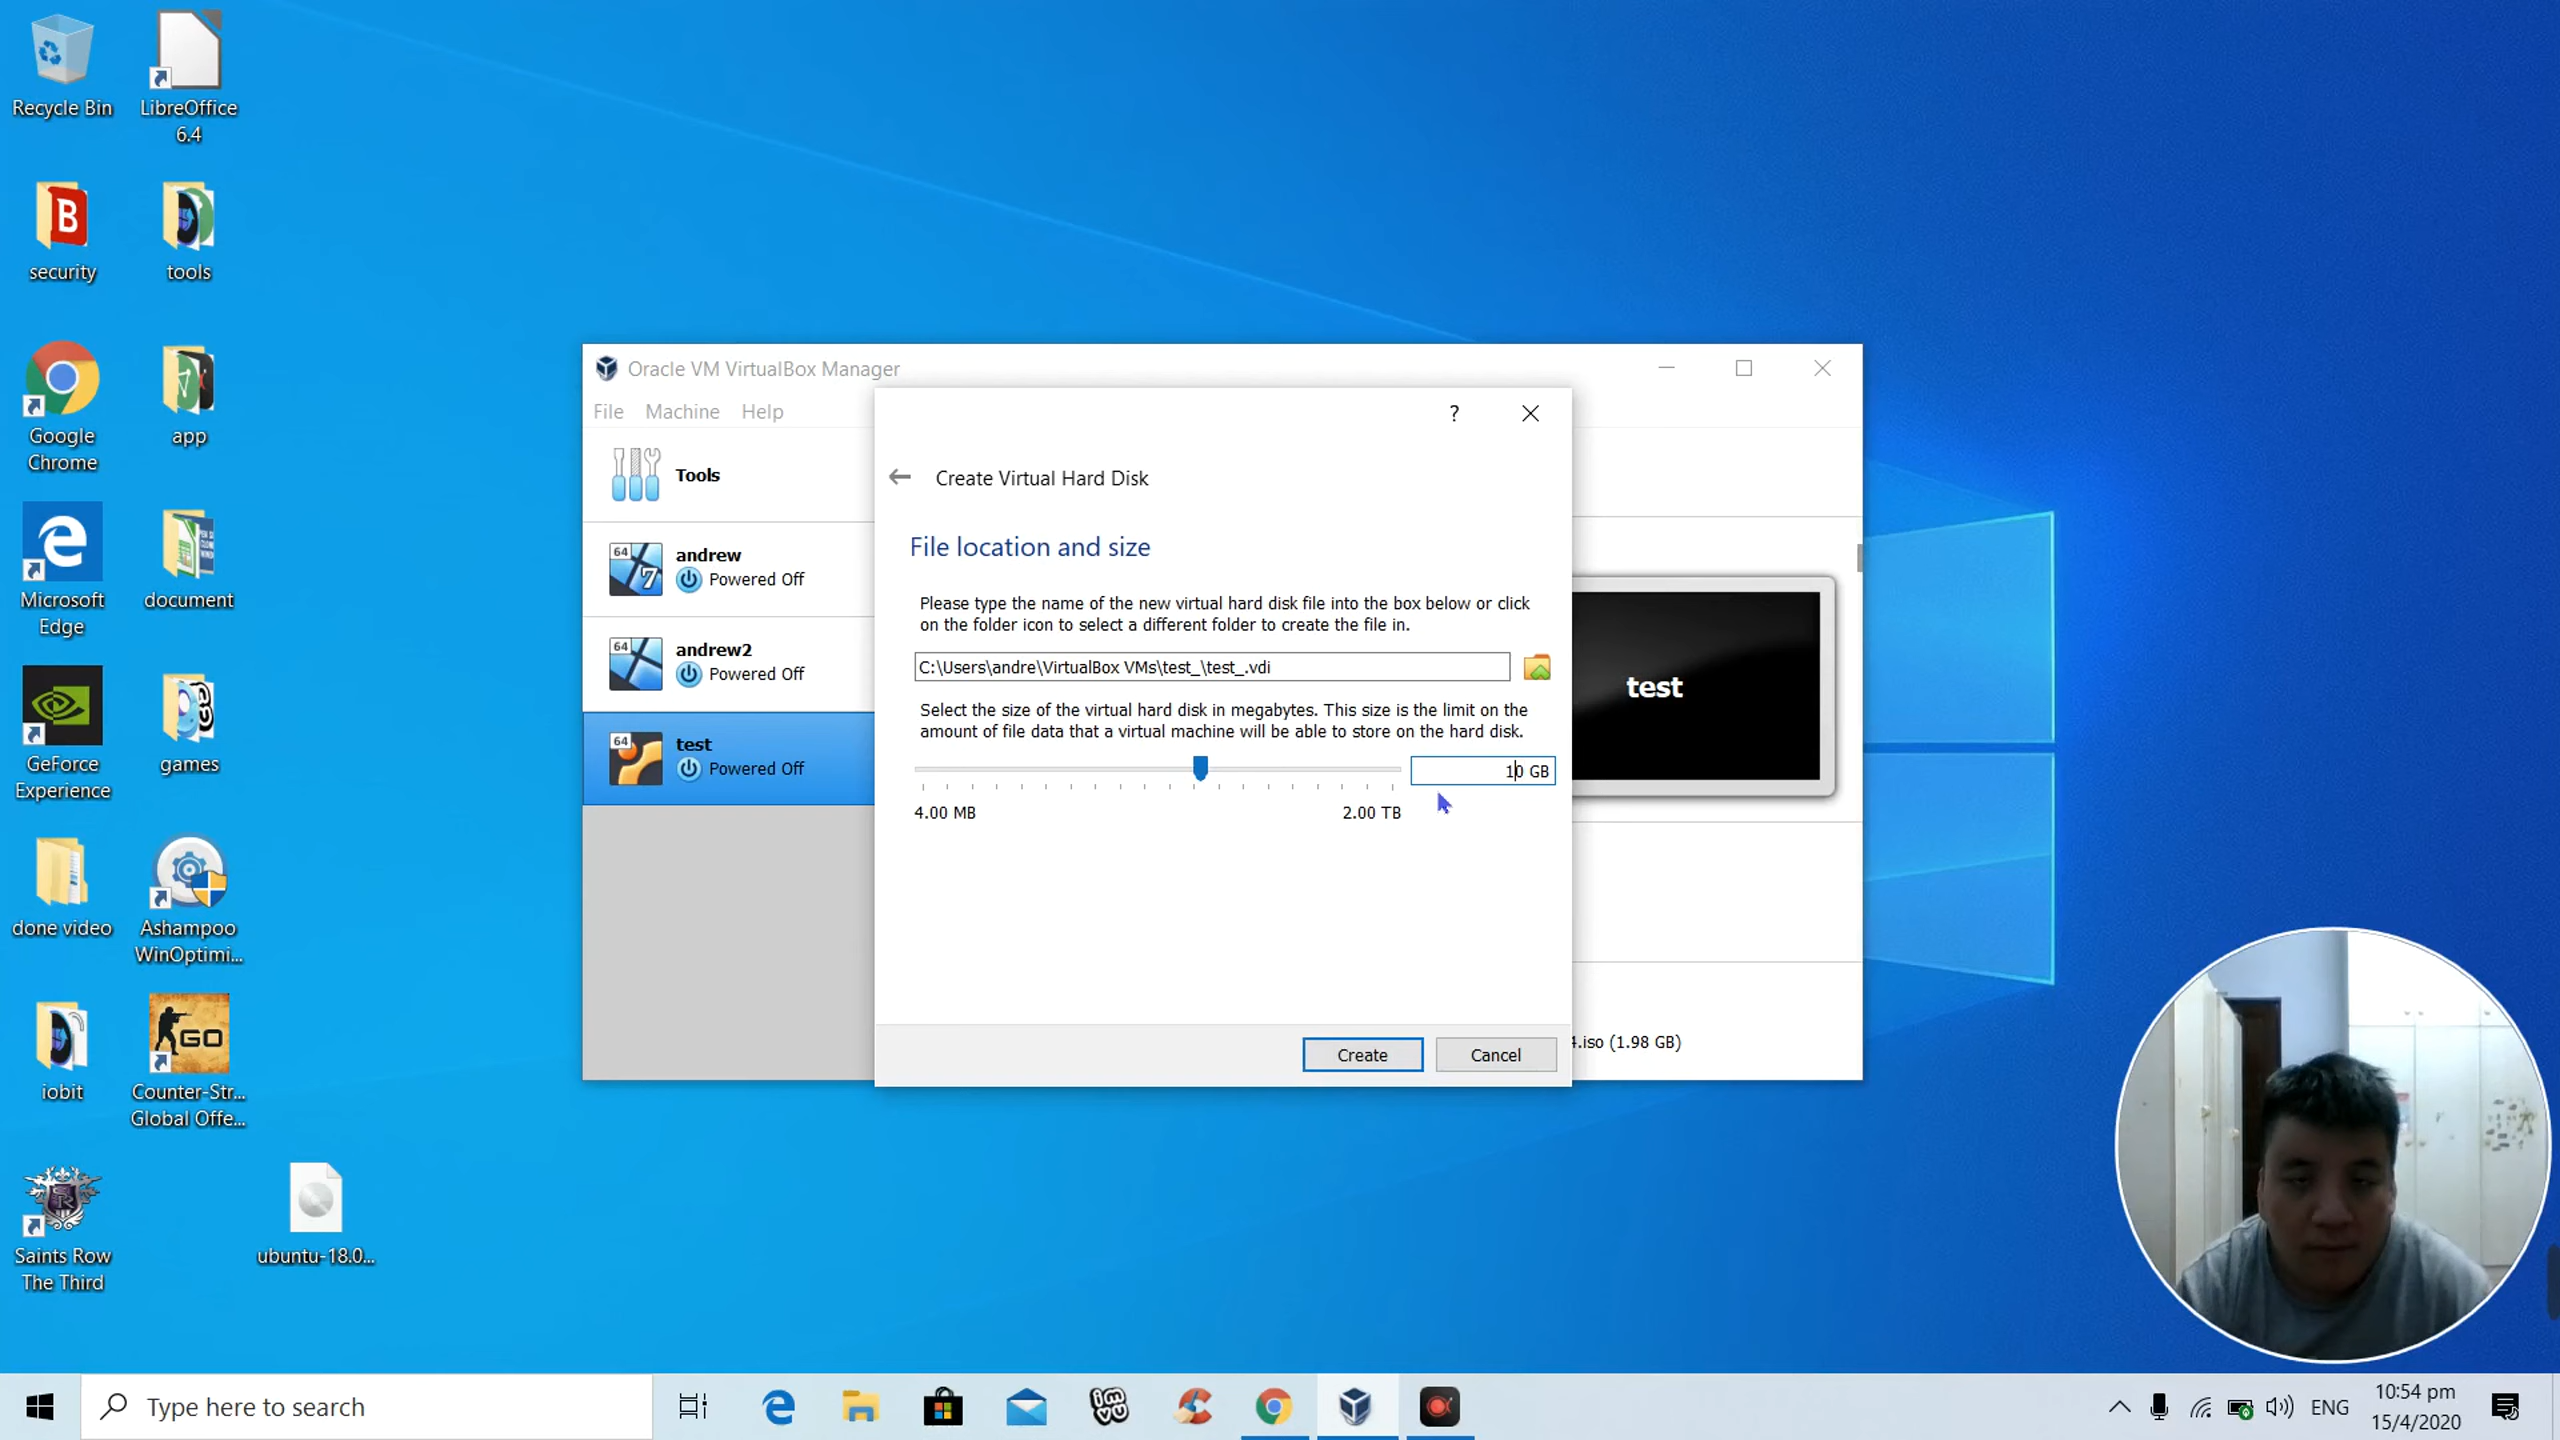 Recycle Bin
LibreOffice
6.4
security
tools
Google
Chrome
app
Microsoft
Edge
document
GeForce
Experience
games
done video
Ashampoo
WinOptimi...
iobit
GO
Counter-Str...
Global Offe...
Saints Row
The Third
ubuntu-18.0...
Oracle VM VirtualBox Manager
File Machine Help
Tools
64
7
andrew
Powered Off
64
andrew2
Powered Off
64
test
Powered Off
?
Create Virtual Hard Disk
File location and size
Please type the name of the new virtual hard disk file into the box below or click
on the folder icon to select a different folder to create the file in.
C:\Users\andre\VirtualBox VMs\test_\test_.vdi
Select the size of the virtual hard disk in megabytes. This size is the limit on the
amount of file data that a virtual machine will be able to store on the hard disk.
10 GB
4.00 MB
2.00 TB
Create
Cancel
test
4.iso (1.98 GB)
Type here to search
ENG
10:54 pm
15/4/2020